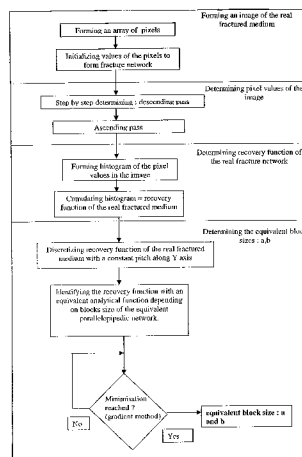 Forming an image of the real
fractured medium
Forming an array of pixels
Initializing values of the pixels to
form fracture network
Determining pixel values of the
image
Step by step determining : descending pass
Ascending pass
Determining recovery function of
the real fracture network
Forming histogram of the pixel
values in the image
Cumulating histogram = recovery
function of the real fractured medium
Determining the equivalent bloc
sizes : a,b
Discretizing recovery function of the real fractured
medium with a constant pitch along Y axis
Identifying the recovery function with an
equivalent analytical function depending
on blocks size of the equivalent
parallelopipedic network.
Minimisation
reached ?
(gradient method)
No
Yes
equivalent block size : a
and b